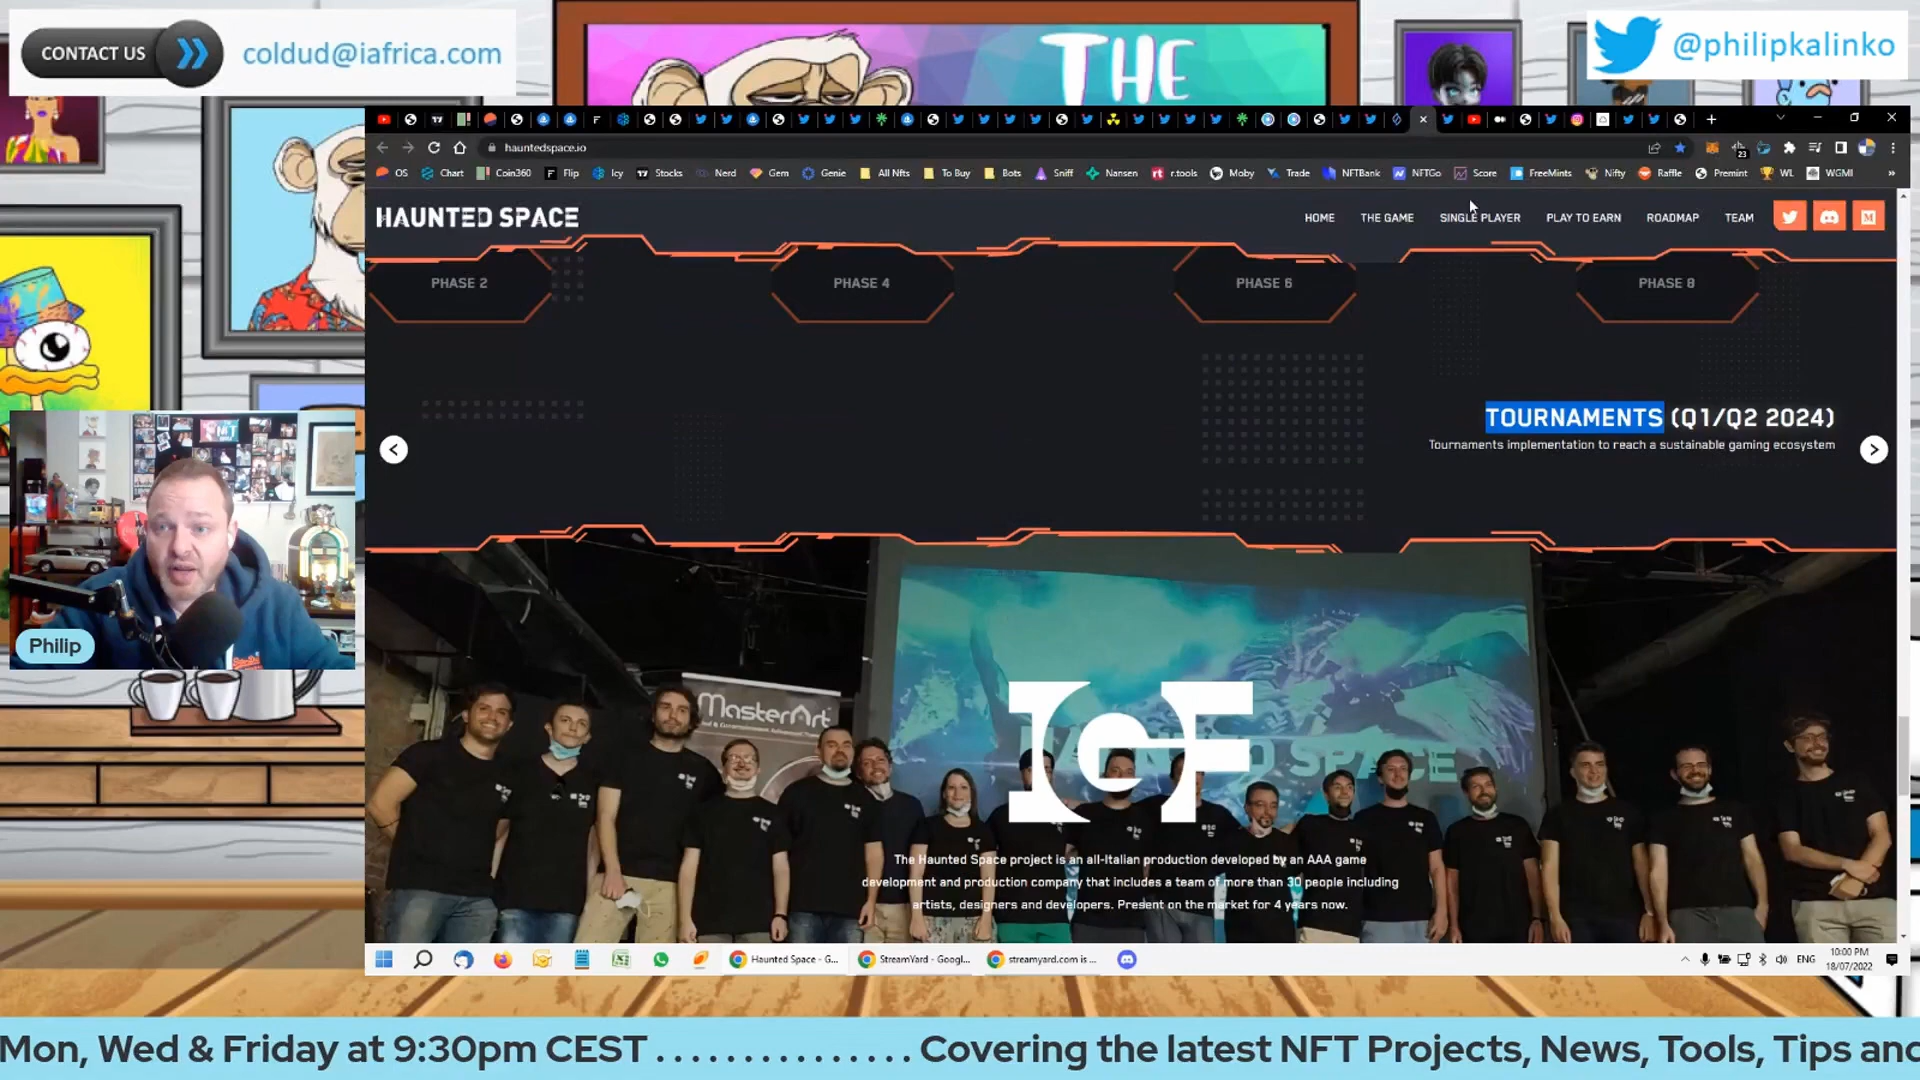 CONTACT US
coldud@iafrica.com
THE
@philipkalinko
hauntedspace.io
23
OS
Chart
Coin360
Flip
Icy
Stocks
Nerd
Gem
Genie
All Nfts
To Buy
Bots
Sniff
Nansen
r.tools
Moby
Trade
NFTBank
NFTGo
Score
FreeMints
Nifty
Raffle
Premint
WL
WGMI
HAUNTED SPACE
HOME
THE GAME
SINGLE PLAYER
PLAY TO EARN
ROADMAP
TEAM
PHASE 2
PHASE 4
PHASE 6
PHASE 8
TOURNAMENTS (Q1/Q2 2024)
Tournaments implementation to reach a sustainable gaming ecosystem
Philip
MasterArt
IGF
The Haunted Space project is an all-Italian production developed by an AAA game
development and production company that includes a team of more than 30 people including
artists, designers and developers. Present on the market for 4 years now.
Haunted Space - G...
StreamYard - Googl...
streamyard.com is ...
ENG
10:00 PM
18/07/2022
Mon, Wed & Friday at 9:30pm CEST . . . . . . . . . . . . . . . Covering the latest NFT Projects, News, Tools, Tips and